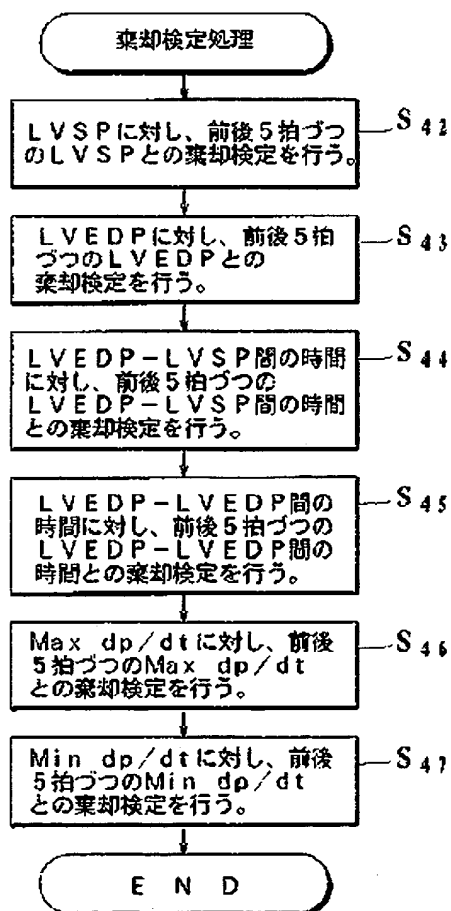 棄却検定処理
LVSPに対し、前後5拍づつ
のLVSPとの棄却検定を行う。
S42
LVEDPに対し、前後5拍
づつのLVEDPとの
棄却検定を行う。
S43
LVEDP-LVSP間の時間
に対し、前後5拍づつの
LVEDP-LVSP間の時間
との棄却検定を行う。
S44
LVEDP-LVEDP間の
時間に対し、前後5拍づつの
LVEDP-LVEDP間の
時間との棄却検定を行う。
S45
Max dp/dtに対し、前後
5拍づつのMax dp/dt
との棄却検定を行う。
S46
Min dp/dtに対し、前後
5拍づつのMin dp/dt
との棄却検定を行う。
S47
END